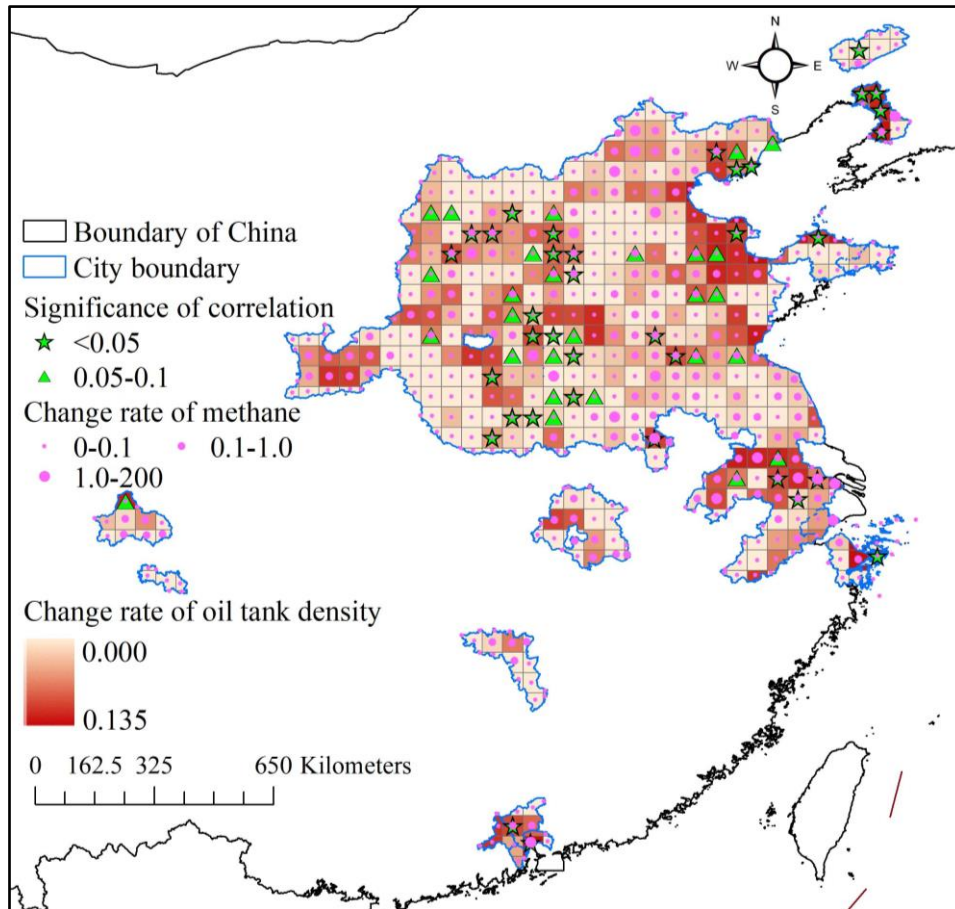 N
W E
S
Boundary of China
City boundary
Significance of correlation
<0.05
0.05-0.1
Change rate of methane
0-0.1 0.1-1.0
1.0-200
Change rate of oil tank density
0.000
0.135
0 162.5 325 650 Kilometers